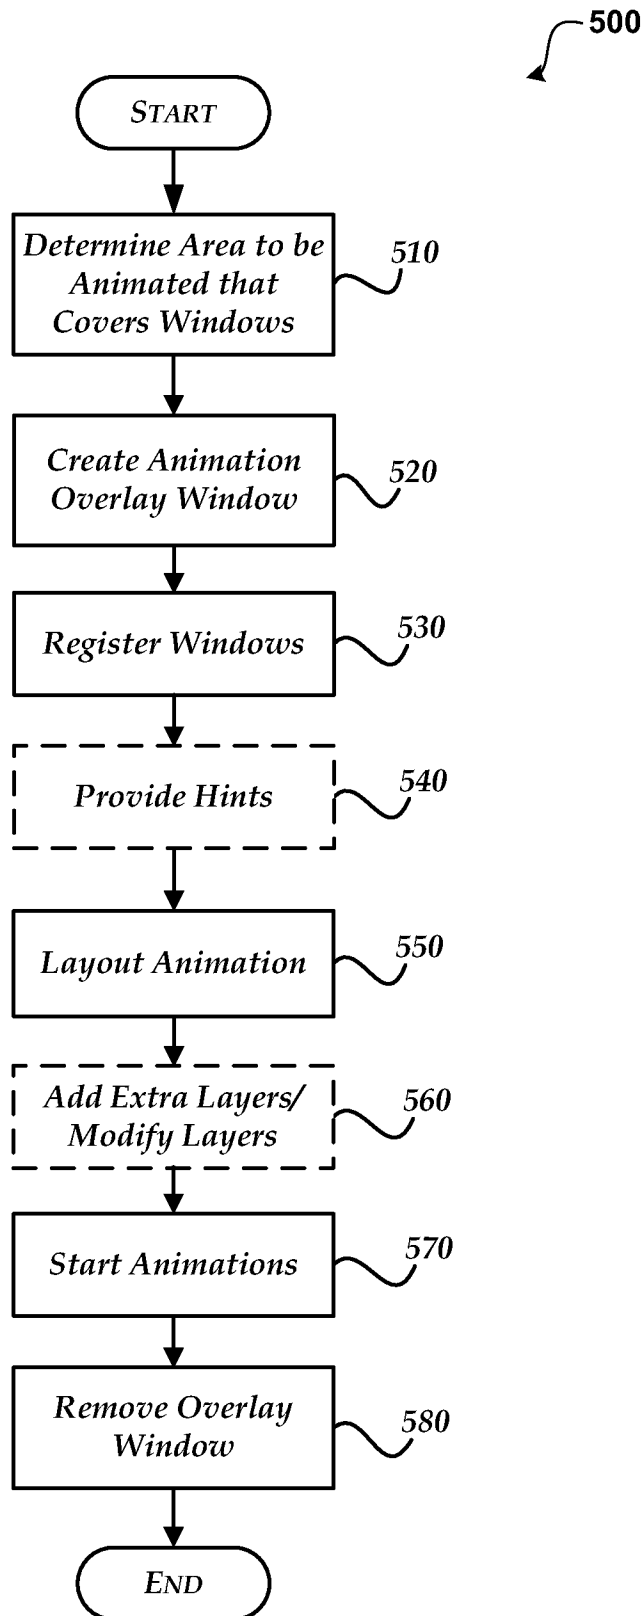 500
START
Determine Area to be
Animated that
Covers Windows
510
Create Animation
Overlay Window
520
Register Windows
530
Provide Hints
540
Layout Animation
550
Add Extra Layers/
Modify Layers
560
Start Animations
570
Remove Overlay
Window
580
END